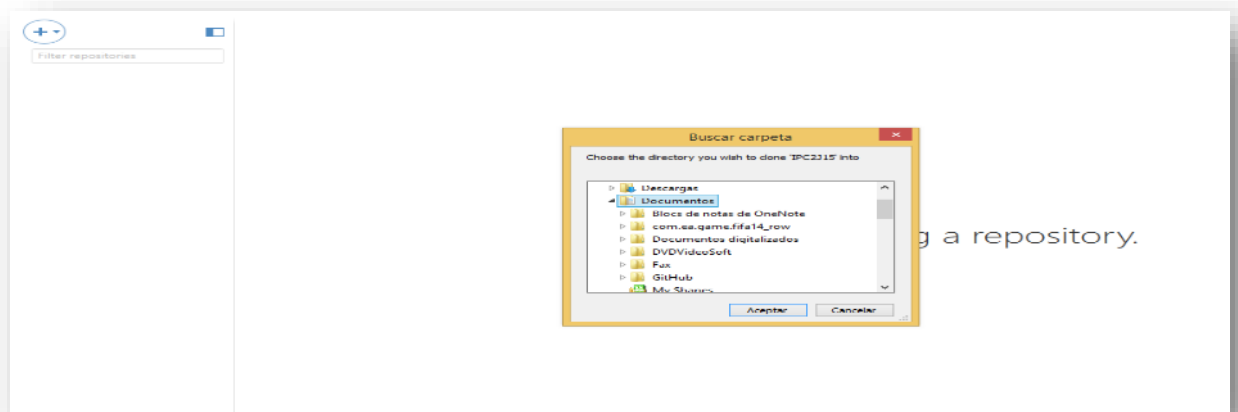 Filter repositories
Buscar carpeta
Choose the directory you wish to clone 'IPC2J15' into
Descargas
Documentos
Blocs de notas de OneNote
com.ea.game.fifa14_row
Documentos digitalizados
DVDVideoSoft
Fax
GitHub
My Shapes
g a repository.
Aceptar
Cancelar